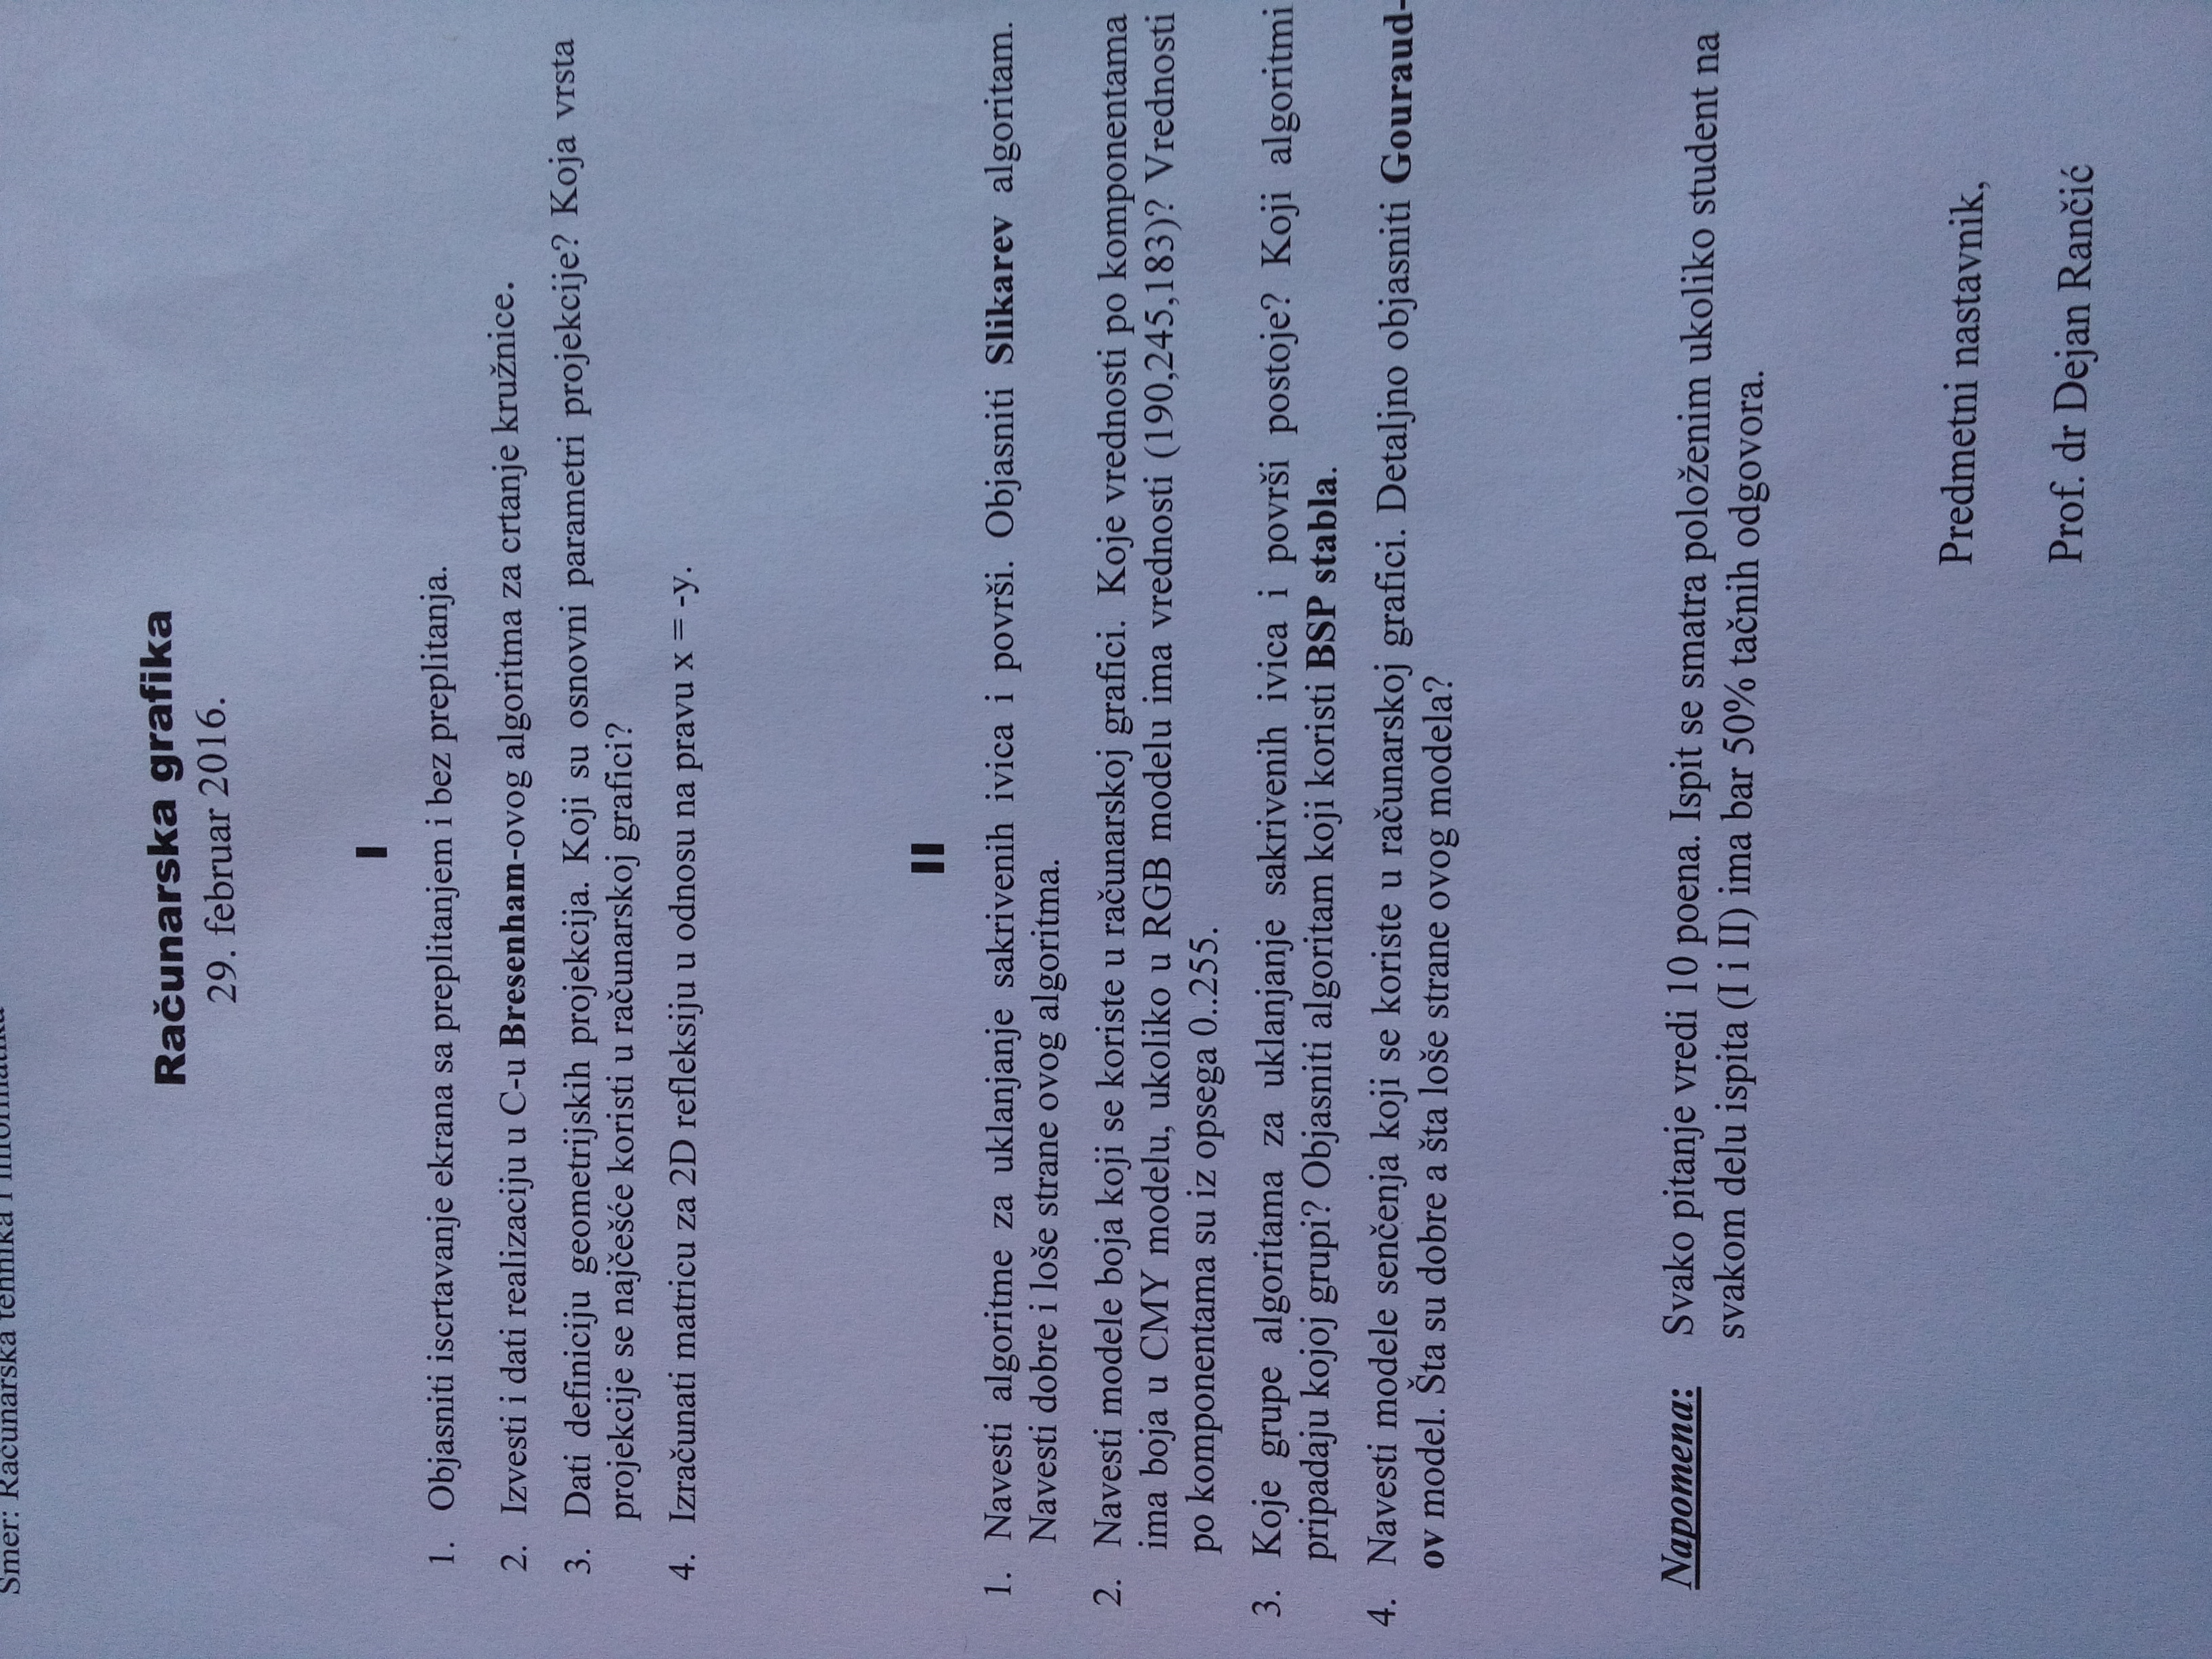 Smer: Računarska tehnika i informatika
Računarska grafika
29. februar 2016.
I
1. Objasniti iscrtavanje ekrana sa preplitanjem i bez preplitanja.
2. Izvesti i dati realizaciju u C-u Bresenham-ovog algoritma za crtanje kružnice.
3. Dati definiciju geometrijskih projekcija. Koji su osnovni parametri projekcije? Koja vrsta
projekcije se najčešće koristi u računarskoj grafici?
4. Izračunati matricu za 2D refleksiju u odnosu na pravu x = -y.
II
1. Navesti algoritme za uklanjanje sakrivenih ivica i površi. Objasniti Slikarev algoritam.
Navesti dobre i loše strane ovog algoritma.
2. Navesti modele boja koji se koriste u računarskoj grafici. Koje vrednosti po komponentama
ima boja u CMY modelu, ukoliko u RGB modelu ima vrednosti (190,245,183)? Vrednosti
po komponentama su iz opsega 0..255.
3. Koje grupe algoritama za uklanjanje sakrivenih ivica i površi postoje? Koji algoritmi
pripadaju kojoj grupi? Objasniti algoritam koji koristi BSP stabla.
4. Navesti modele senčenja koji se koriste u računarskoj grafici. Detaljno objasniti Gouraud-
ov model. Šta su dobre a šta loše strane ovog modela?
Napomena: Svako pitanje vredi 10 poena. Ispit se smatra položenim ukoliko student na
svakom delu ispita (I i II) ima bar 50% tačnih odgovora.
Predmetni nastavnik,
Prof. dr Dejan Rančić